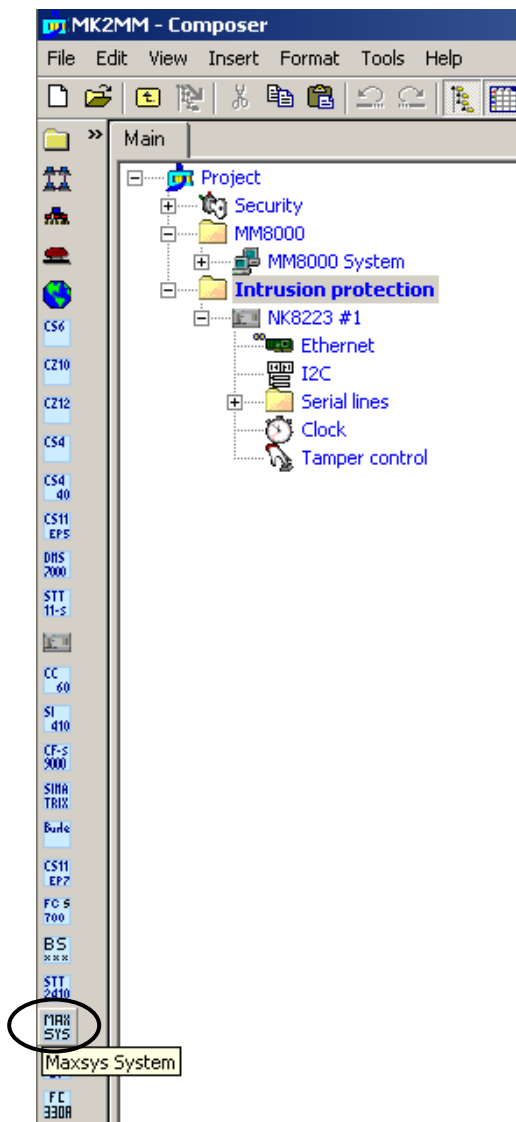 MK2MM - Composer
File Edit View Insert Format Tools Help
»
Main
Project
Security
MM8000
MM8000 System
Intrusion protection
NK8223 #1
Ethernet
I2C
Serial lines
Clock
Tamper control
CS6
CZ10
CZ12
CS4
CS4
40
CS11
EP5
DMS
7000
STT
11-s
CC
60
SI
410
CF-s
9000
SIMA
TRIX
Burle
CS11
EP7
FC 5
700
BS
xxx
STT
2410
MAX
SYS
Maxsys System
FC
330A